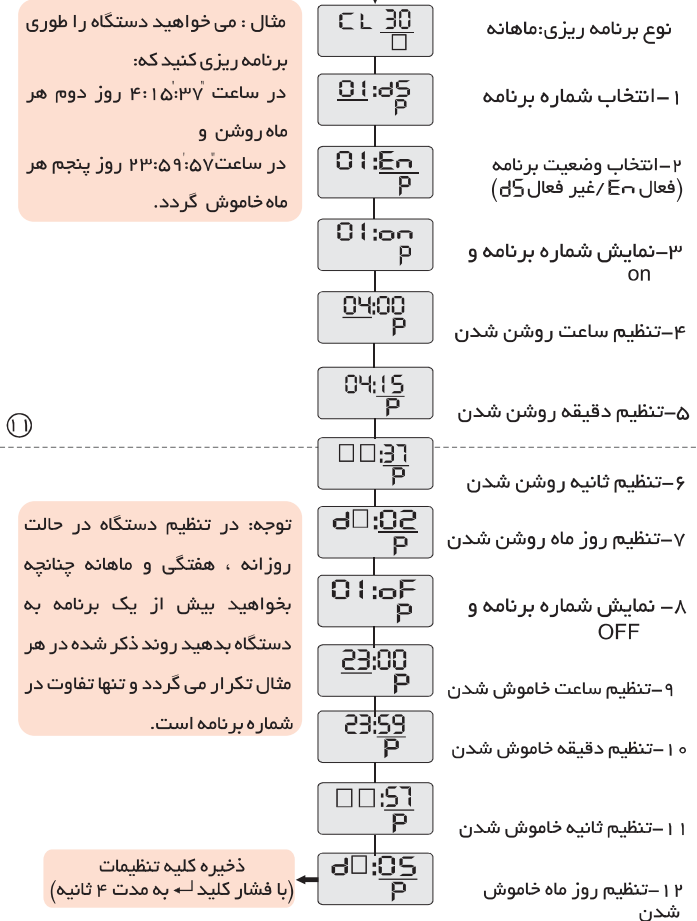 نوع برنامه ریزی:ماهانه
CL 30
۱-انتخاب شماره برنامه
01:dS
P
۲-انتخاب وضعیت برنامه
(فعال En/غیر فعال dS)
01:En
P
۳-نمایش شماره برنامه و
on
01:on
P
۴-تنظیم ساعت روشن شدن
04:00
P
۵-تنظیم دقیقه روشن شدن
04:15
P
۶-تنظیم ثانیه روشن شدن
□□:37
P
۷-تنظیم روز ماه روشن شدن
d□:02
P
۸- نمایش شماره برنامه و
OFF
01:oF
P
۹-تنظیم ساعت خاموش شدن
23:00
P
۱۰-تنظیم دقیقه خاموش شدن
23:59
P
۱۱-تنظیم ثانیه خاموش شدن
□□:57
P
۱۲-تنظیم روز ماه خاموش
شدن
d□:05
P
مثال : می خواهید دستگاه را طوری
برنامه ریزی کنید که:
در ساعت ۴:۱۵':۳۷" روز دوم هر
ماه روشن و
در ساعت۲۳:۵۹':۵۷" روز پنجم هر
ماه خاموش گردد.
۱۱
توجه: در تنظیم دستگاه در حالت
روزانه ، هفتگی و ماهانه چنانچه
بخواهید بیش از یک برنامه به
دستگاه بدهید روند ذکر شده در هر
مثال تکرار می گردد و تنها تفاوت در
شماره برنامه است.
ذخیره کلیه تنظیمات
(با فشار کلید ↵ به مدت ۴ ثانیه)